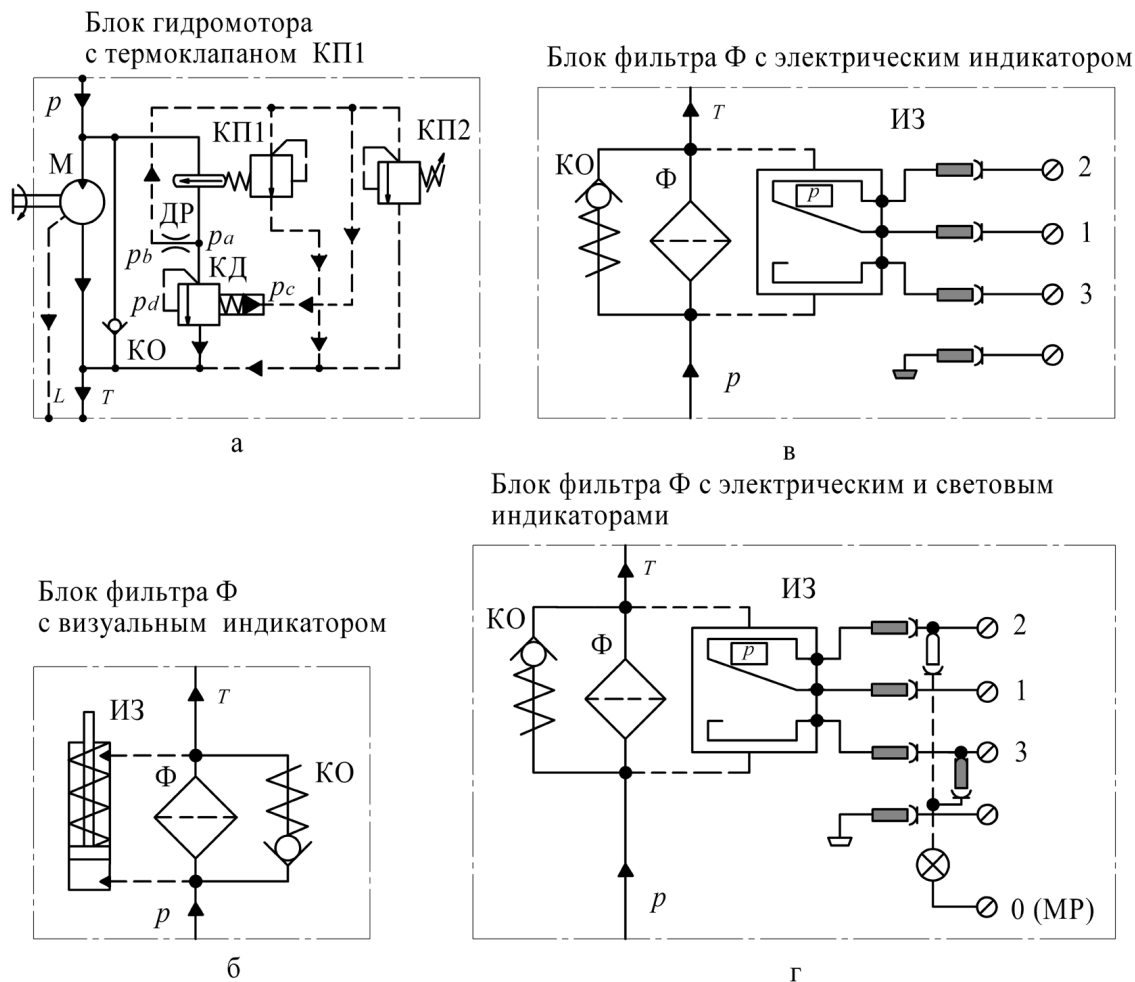 Блок гидромотора
с термоклапаном КП1
p
КП1
КП2
М
ДР
pb
pa
КД
pd
pc
КО
L
T
а
Блок фильтра Ф с электрическим индикатором
T
ИЗ
КО
Ф
p
2
1
3
p
в
Блок фильтра Ф
с визуальным индикатором
T
ИЗ
Ф
КО
p
б
Блок фильтра Ф с электрическим и световым
индикаторами
T
ИЗ
КО
Ф
p
2
1
3
p
0 (МР)
г